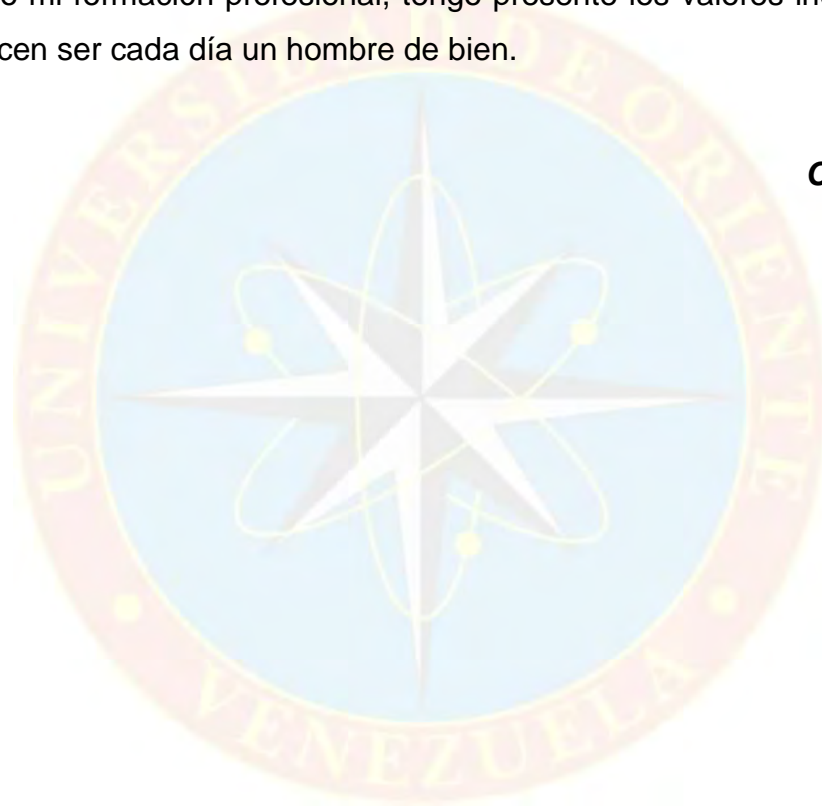 mi formación profesional, tengo presente los valores
cen ser cada día un hombre de bien.
UNIVERSIDAD DE ORIENTE
VENEZUELA